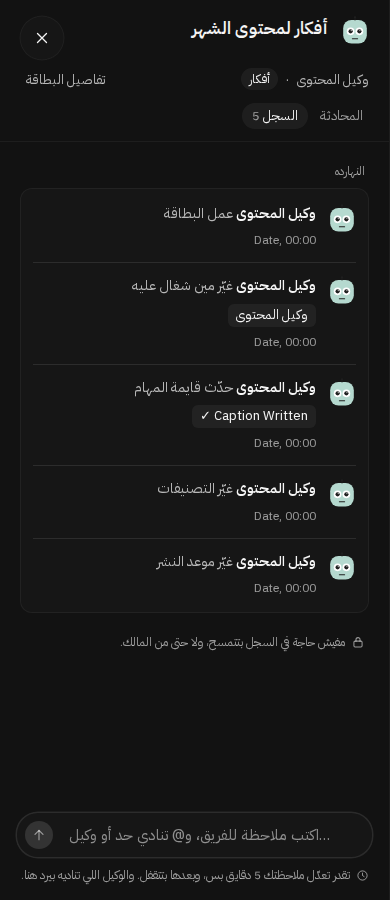 أفكار لمحتوى الشهر
وكيل المحتوى · أفكار
تفاصيل البطاقة
المحادثة
السجل 5
النهارده
وكيل المحتوى عمل البطاقة
Date, 00:00
وكيل المحتوى غيّر مين شغال عليه
وكيل المحتوى
Date, 00:00
وكيل المحتوى حدّث قايمة المهام
✓ Caption Written
Date, 00:00
وكيل المحتوى غيّر التصنيفات
Date, 00:00
وكيل المحتوى غيّر موعد النشر
Date, 00:00
مفيش حاجة في السجل بتتمسح، ولا حتى من المالك.
اكتب ملاحظة للفريق، و@ تنادي حد أو وكيل...
تقدر تعدّل ملاحظتك 5 دقايق بس، وبعدها بتتقفل. والوكيل اللي تناديه بيرد هنا.